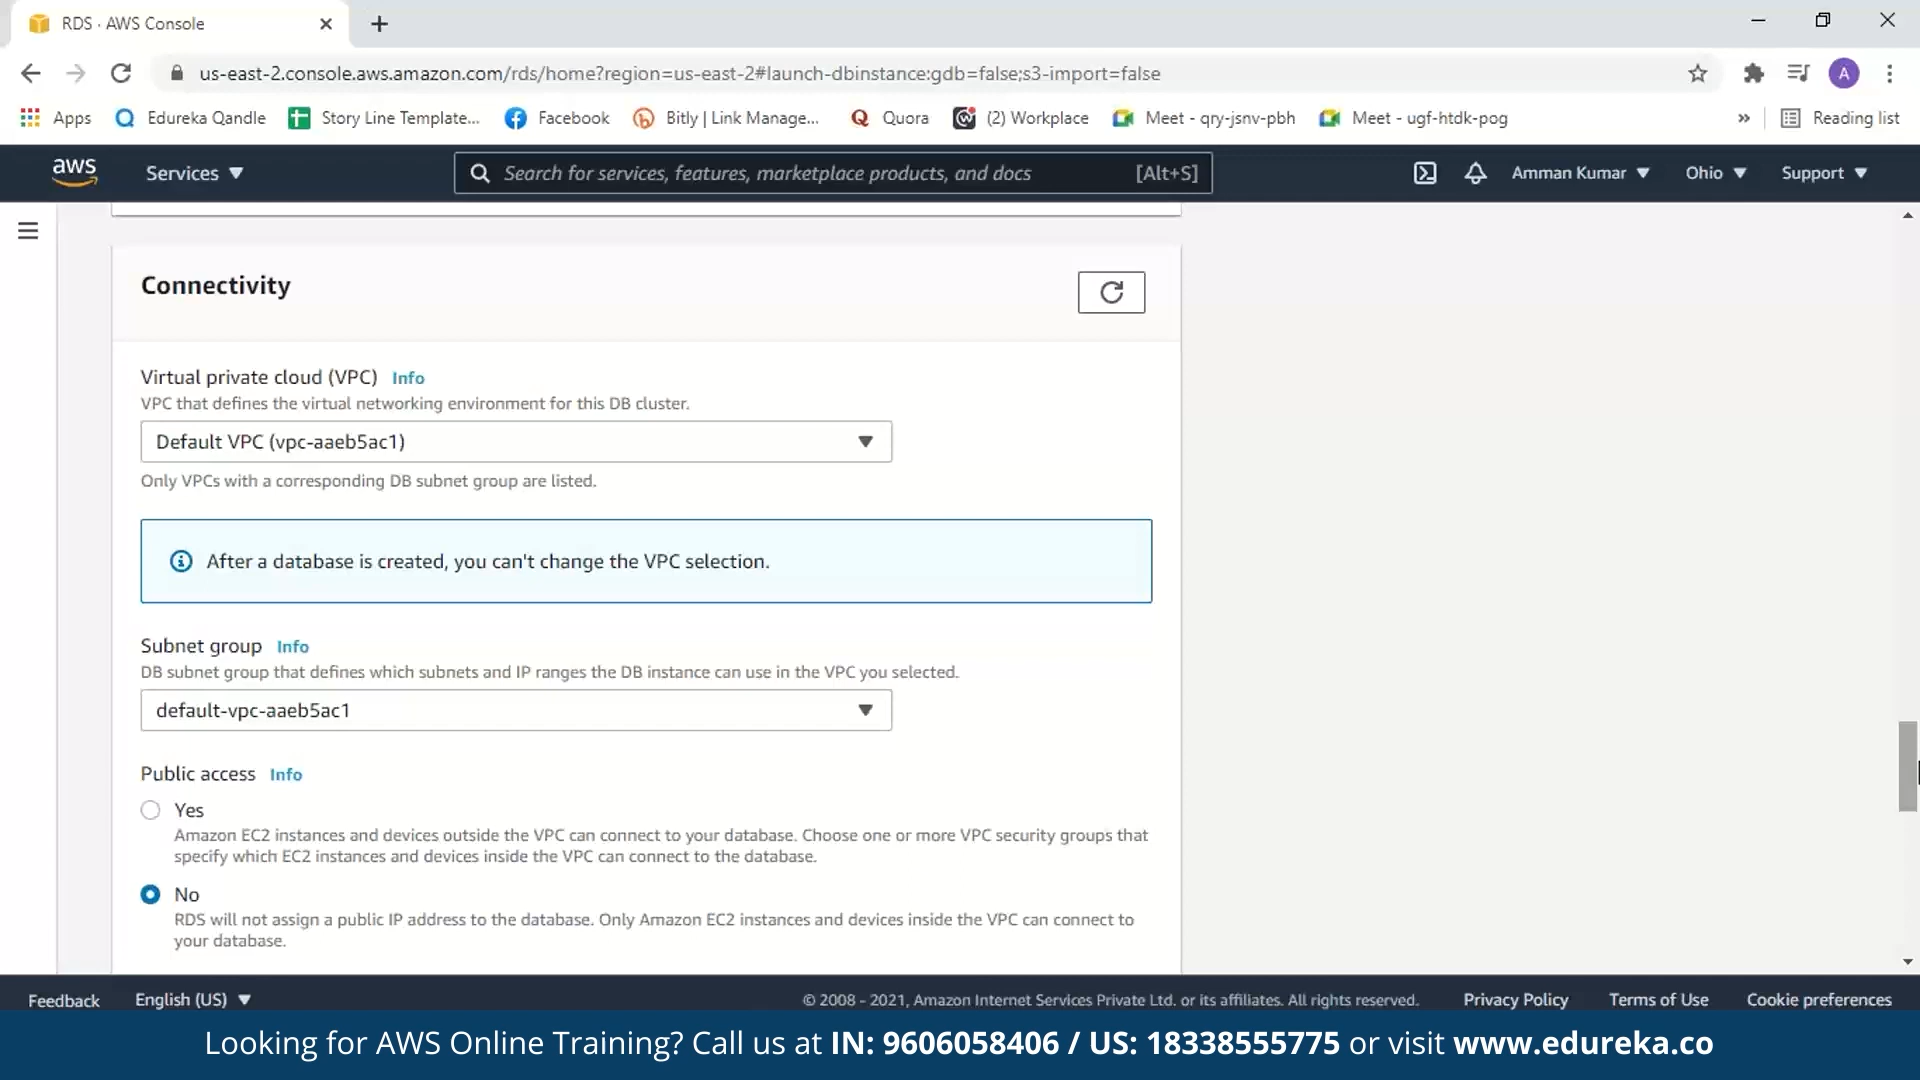 RDS · AWS Console
us-east-2.console.aws.amazon.com/rds/home?region=us-east-2#launch-dbinstance:gdb=false;s3-import=false
A
Apps Edureka Qandle Story Line Template... Facebook Bitly | Link Manage... Quora (2) Workplace Meet - qry-jsnv-pbh Meet - ugf-htdk-pog » Reading list
aws Services Search for services, features, marketplace products, and docs [Alt+S] Amman Kumar Ohio Support
Connectivity
Virtual private cloud (VPC) Info
VPC that defines the virtual networking environment for this DB cluster.
Default VPC (vpc-aaeb5ac1)
Only VPCs with a corresponding DB subnet group are listed.
After a database is created, you can't change the VPC selection.
Subnet group Info
DB subnet group that defines which subnets and IP ranges the DB instance can use in the VPC you selected.
default-vpc-aaeb5ac1
Public access Info
Yes
Amazon EC2 instances and devices outside the VPC can connect to your database. Choose one or more VPC security groups that
specify which EC2 instances and devices inside the VPC can connect to the database.
No
RDS will not assign a public IP address to the database. Only Amazon EC2 instances and devices inside the VPC can connect to
your database.
Feedback English (US) © 2008 - 2021, Amazon Internet Services Private Ltd. or its affiliates. All rights reserved. Privacy Policy Terms of Use Cookie preferences
Looking for AWS Online Training? Call us at IN: 9606058406 / US: 18338555775 or visit www.edureka.co